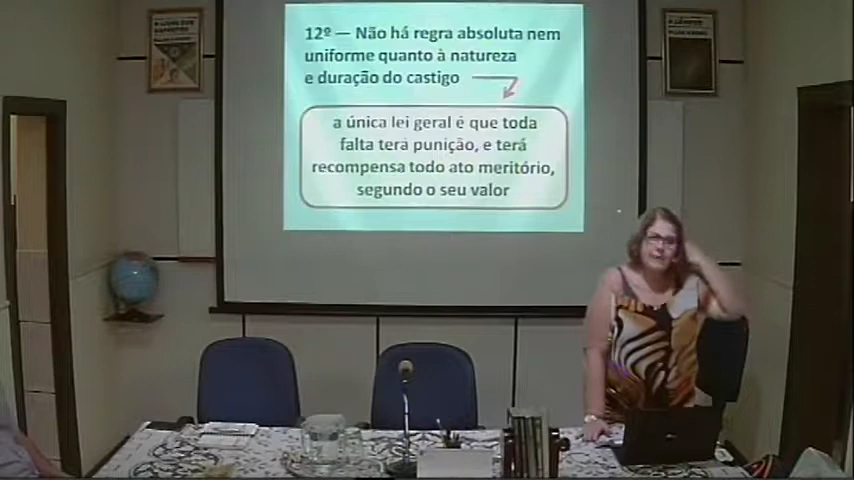 12º — Não há regra absoluta nem
uniforme quanto à natureza
e duração do castigo
a única lei geral é que toda
falta terá punição, e terá
recompensa todo ato meritório,
segundo o seu valor